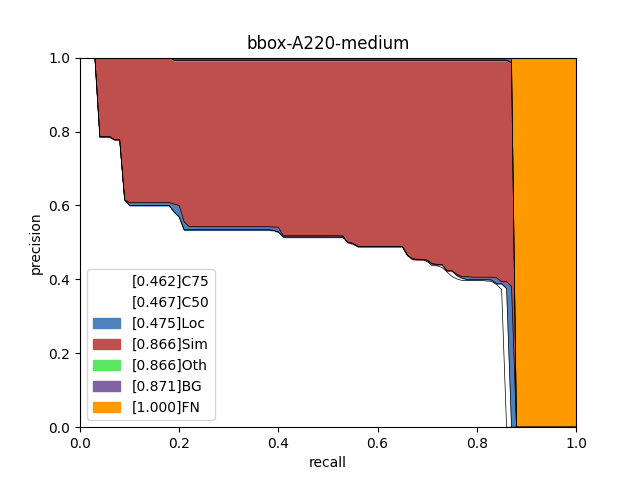 bbox-A220-medium
1.0
0.8
0.6
0.4
0.2
0.0
precision
[0.462]C75
[0.467]C50
[0.475]Loc
[0.866]Sim
[0.866]Oth
[0.871]BG
[1.000]FN
0.0 0.2 0.4 0.6 0.8 1.0
recall